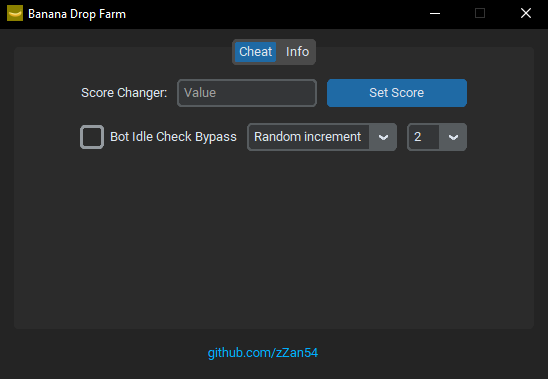 Banana Drop Farm
Cheat Info
Score Changer: Value Set Score
Bot Idle Check Bypass Random increment 2
github.com/zZan54